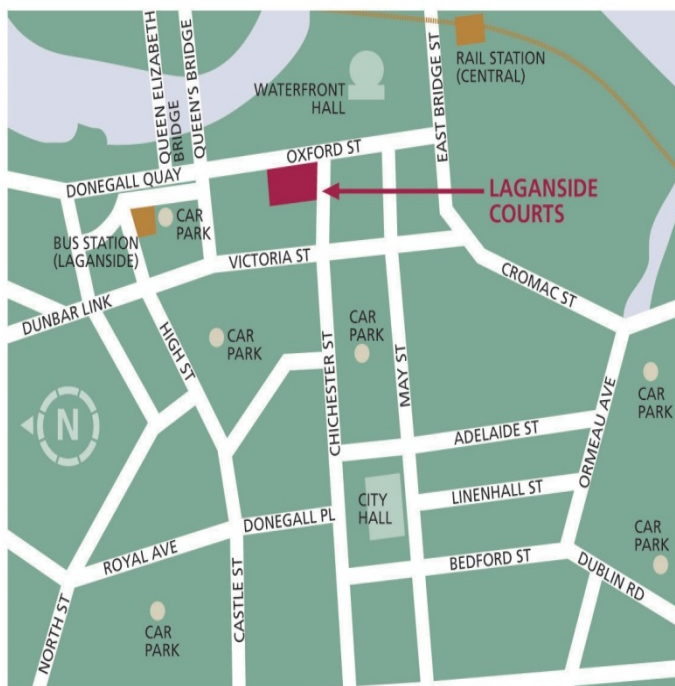 QUEEN ELIZABETH
BRIDGE
QUEEN'S BRIDGE
EAST BRIDGE ST
RAIL STATION
(CENTRAL)
WATERFRONT
HALL
OXFORD ST
DONEGALL QUAY
LAGANSIDE
COURTS
CAR
PARK
BUS STATION
(LAGANSIDE)
VICTORIA ST
CROMAC ST
DUNBAR LINK
HIGH ST
CAR
PARK
CAR
PARK
CHICHESTER ST
MAY ST
ORMEAU AVE
CAR
PARK
N
ADELAIDE ST
CITY
HALL
LINENHALL ST
DONEGALL PL
ROYAL AVE
BEDFORD ST
CAR
PARK
DUBLIN RD
CASTLE ST
NORTH ST
CAR
PARK